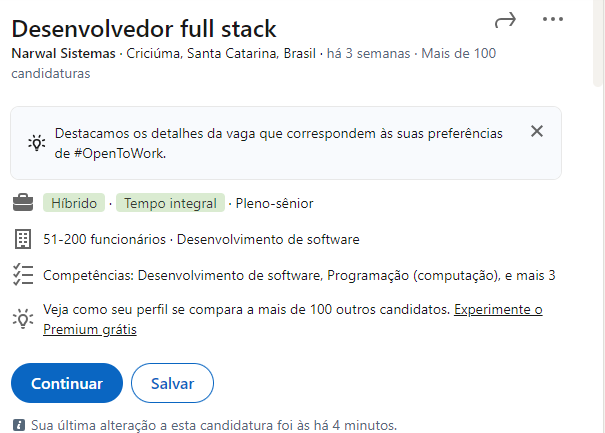 Desenvolvedor full stack
Narwal Sistemas · Criciúma, Santa Catarina, Brasil · há 3 semanas · Mais de 100
candidaturas
Destacamos os detalhes da vaga que correspondem às suas preferências
de #OpenToWork.
Híbrido · Tempo integral · Pleno-sênior
51-200 funcionários · Desenvolvimento de software
Competências: Desenvolvimento de software, Programação (computação), e mais 3
Veja como seu perfil se compara a mais de 100 outros candidatos. Experimente o
Premium grátis
Continuar Salvar
Sua última alteração a esta candidatura foi às há 4 minutos.